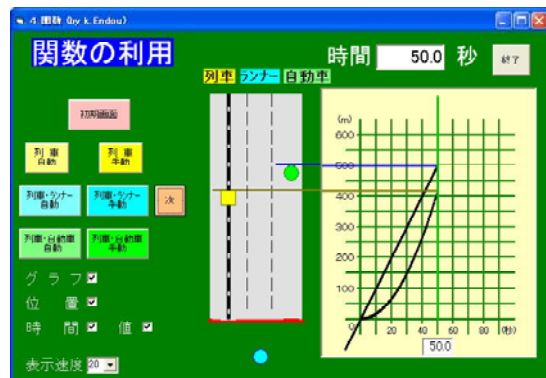 4.関数 (by k.Endou)
関数の利用
時間 50.0 秒
終了
列車 ランナー 自動車
初期画面
列車 自動
列車 手動
列車・ランナー 自動
列車・ランナー 手動
次
列車・自動車 自動
列車・自動車 手動
グラフ
位置
時間 値
表示速度 20
(m)
600
500
400
300
200
100
0 20 40 60 80 (秒)
50.0